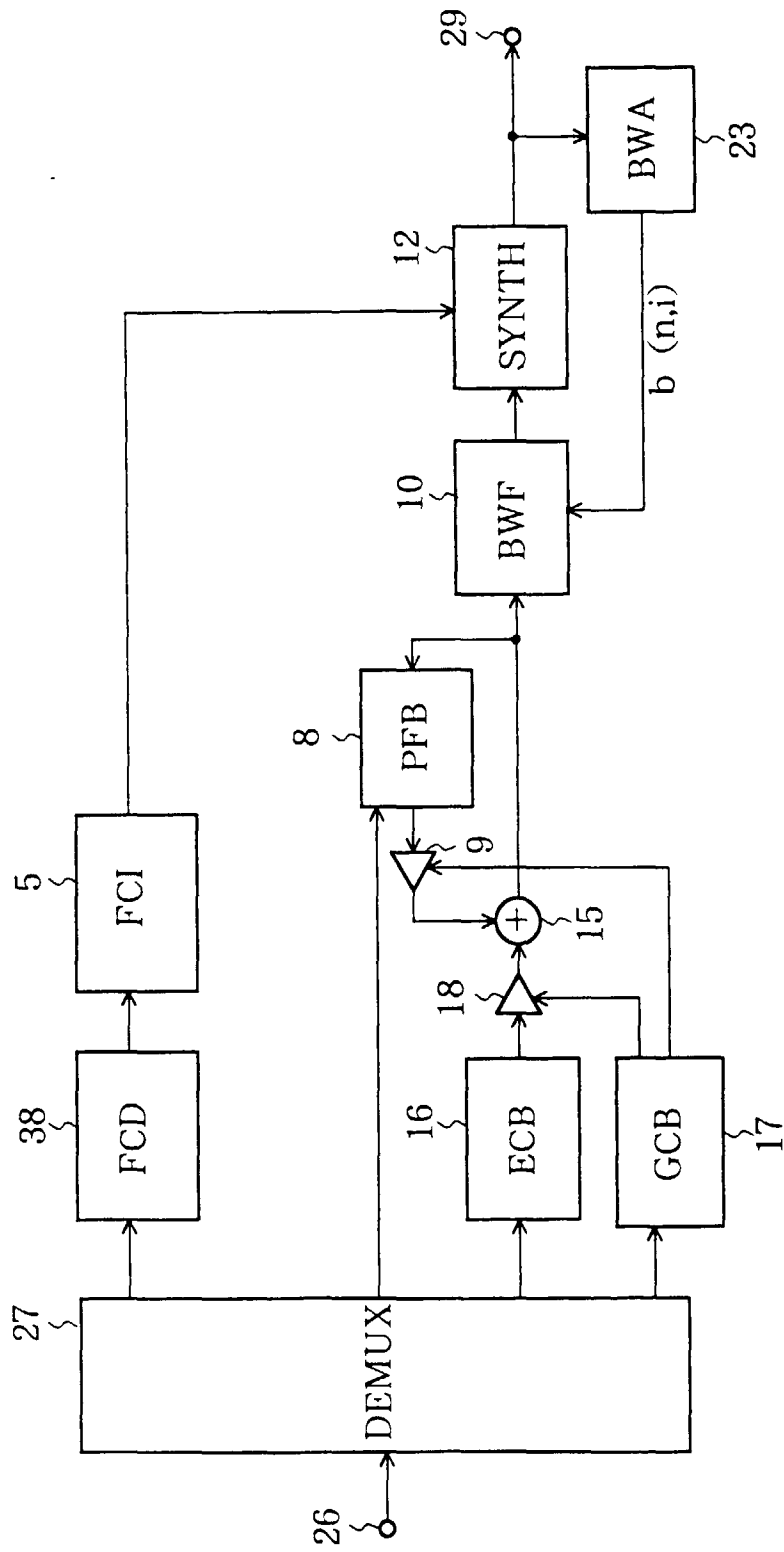 26
27
DEMUX
38
FCD
5
FCI
16
ECB
GCB
17
18
+
15
9
8
PFB
10
BWF
12
SYNTH
b (n,i)
BWA
23
29